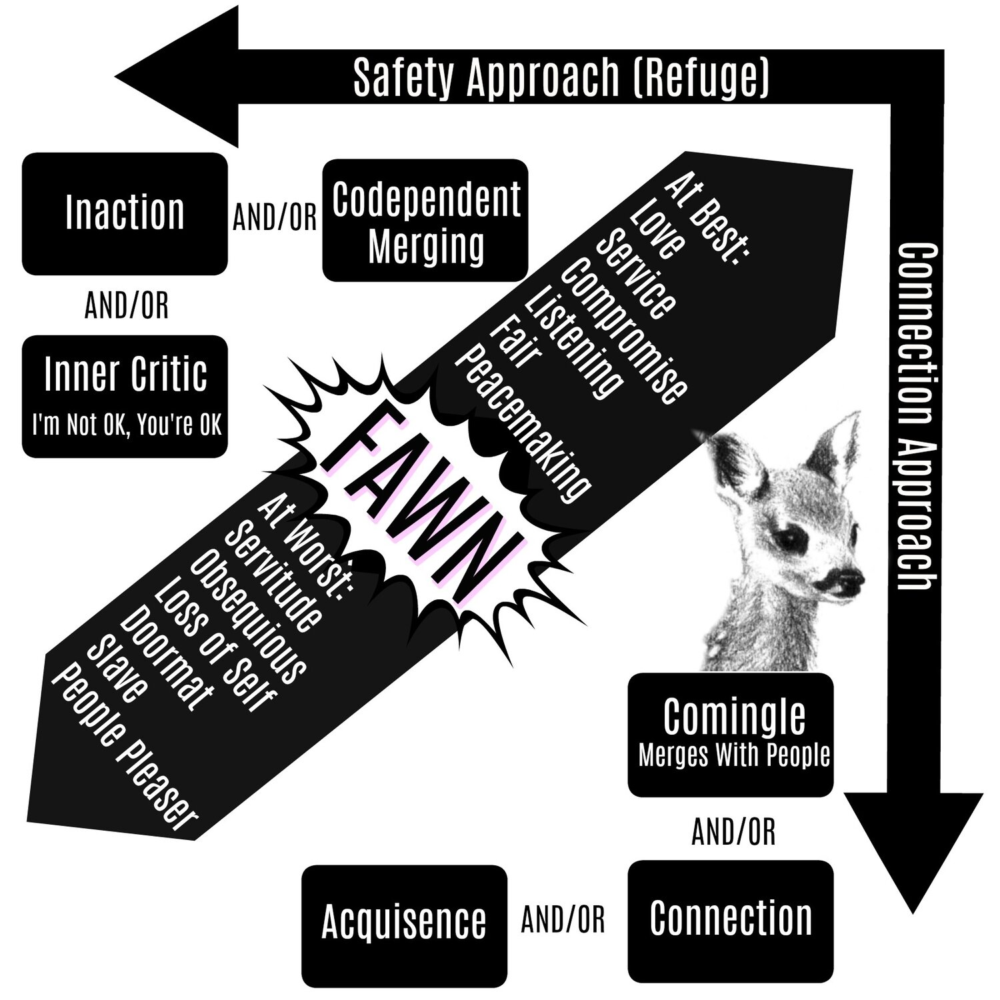 Safety Approach (Refuge)
Connection Approach
Inaction
AND/OR
Codependent
Merging
AND/OR
Inner Critic
I'm Not OK, You're OK
At Best:
Love
Service
Compromise
Listening
Fair
Peacemaking
FAWN
At Worst:
Servitude
Obsequious
Loss of Self
Doormat
Slave
People Pleaser
Comingle
Merges With People
AND/OR
Acquisence
AND/OR
Connection